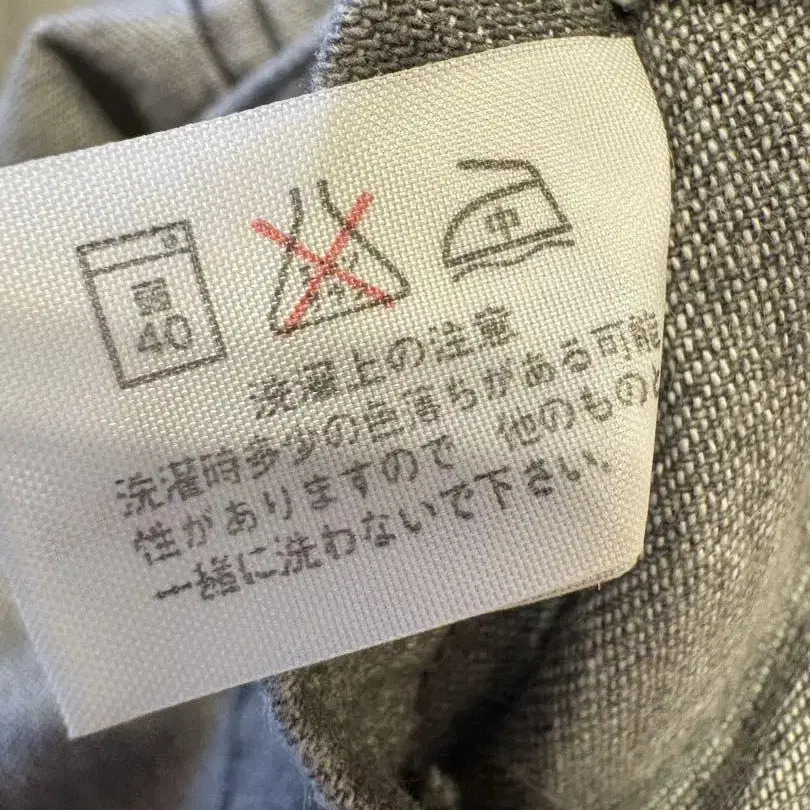 40
中
洗濯上の注意
洗濯時多少の色落ちがある可能
性がありますので 他のものと
一緒に洗わないで下さい。